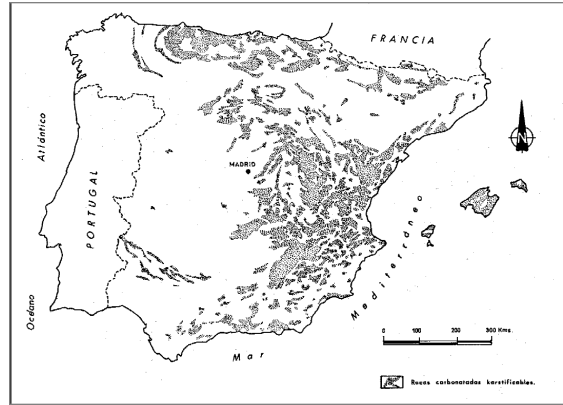 FRANCIA
Atlántico
MADRID
PORTUGAL
Océano
Mediterráneo
Mar
N
0 100 200 300 Kms.
Rocas carbonatadas karstificables.